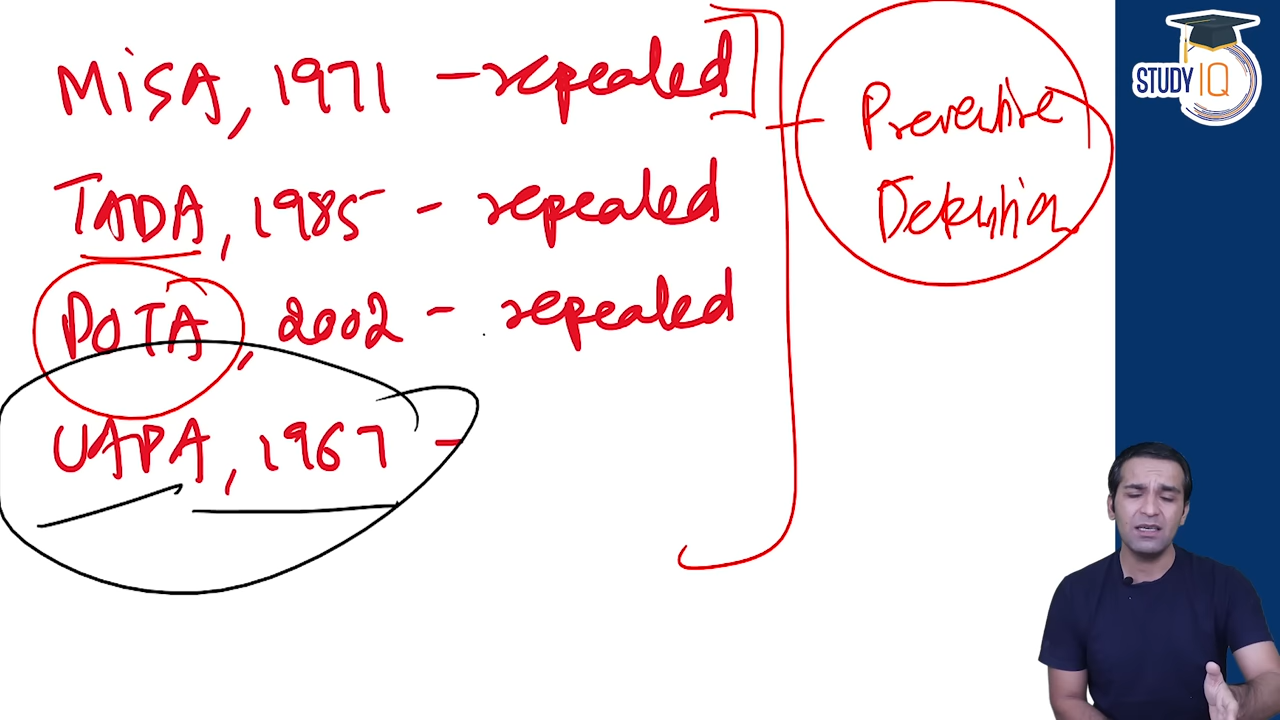 MISA, 1971 - repealed
TADA, 1985 - repealed
POTA, 2002 - repealed
UAPA, 1967 -
Preventive
Detention
STUDY IQ